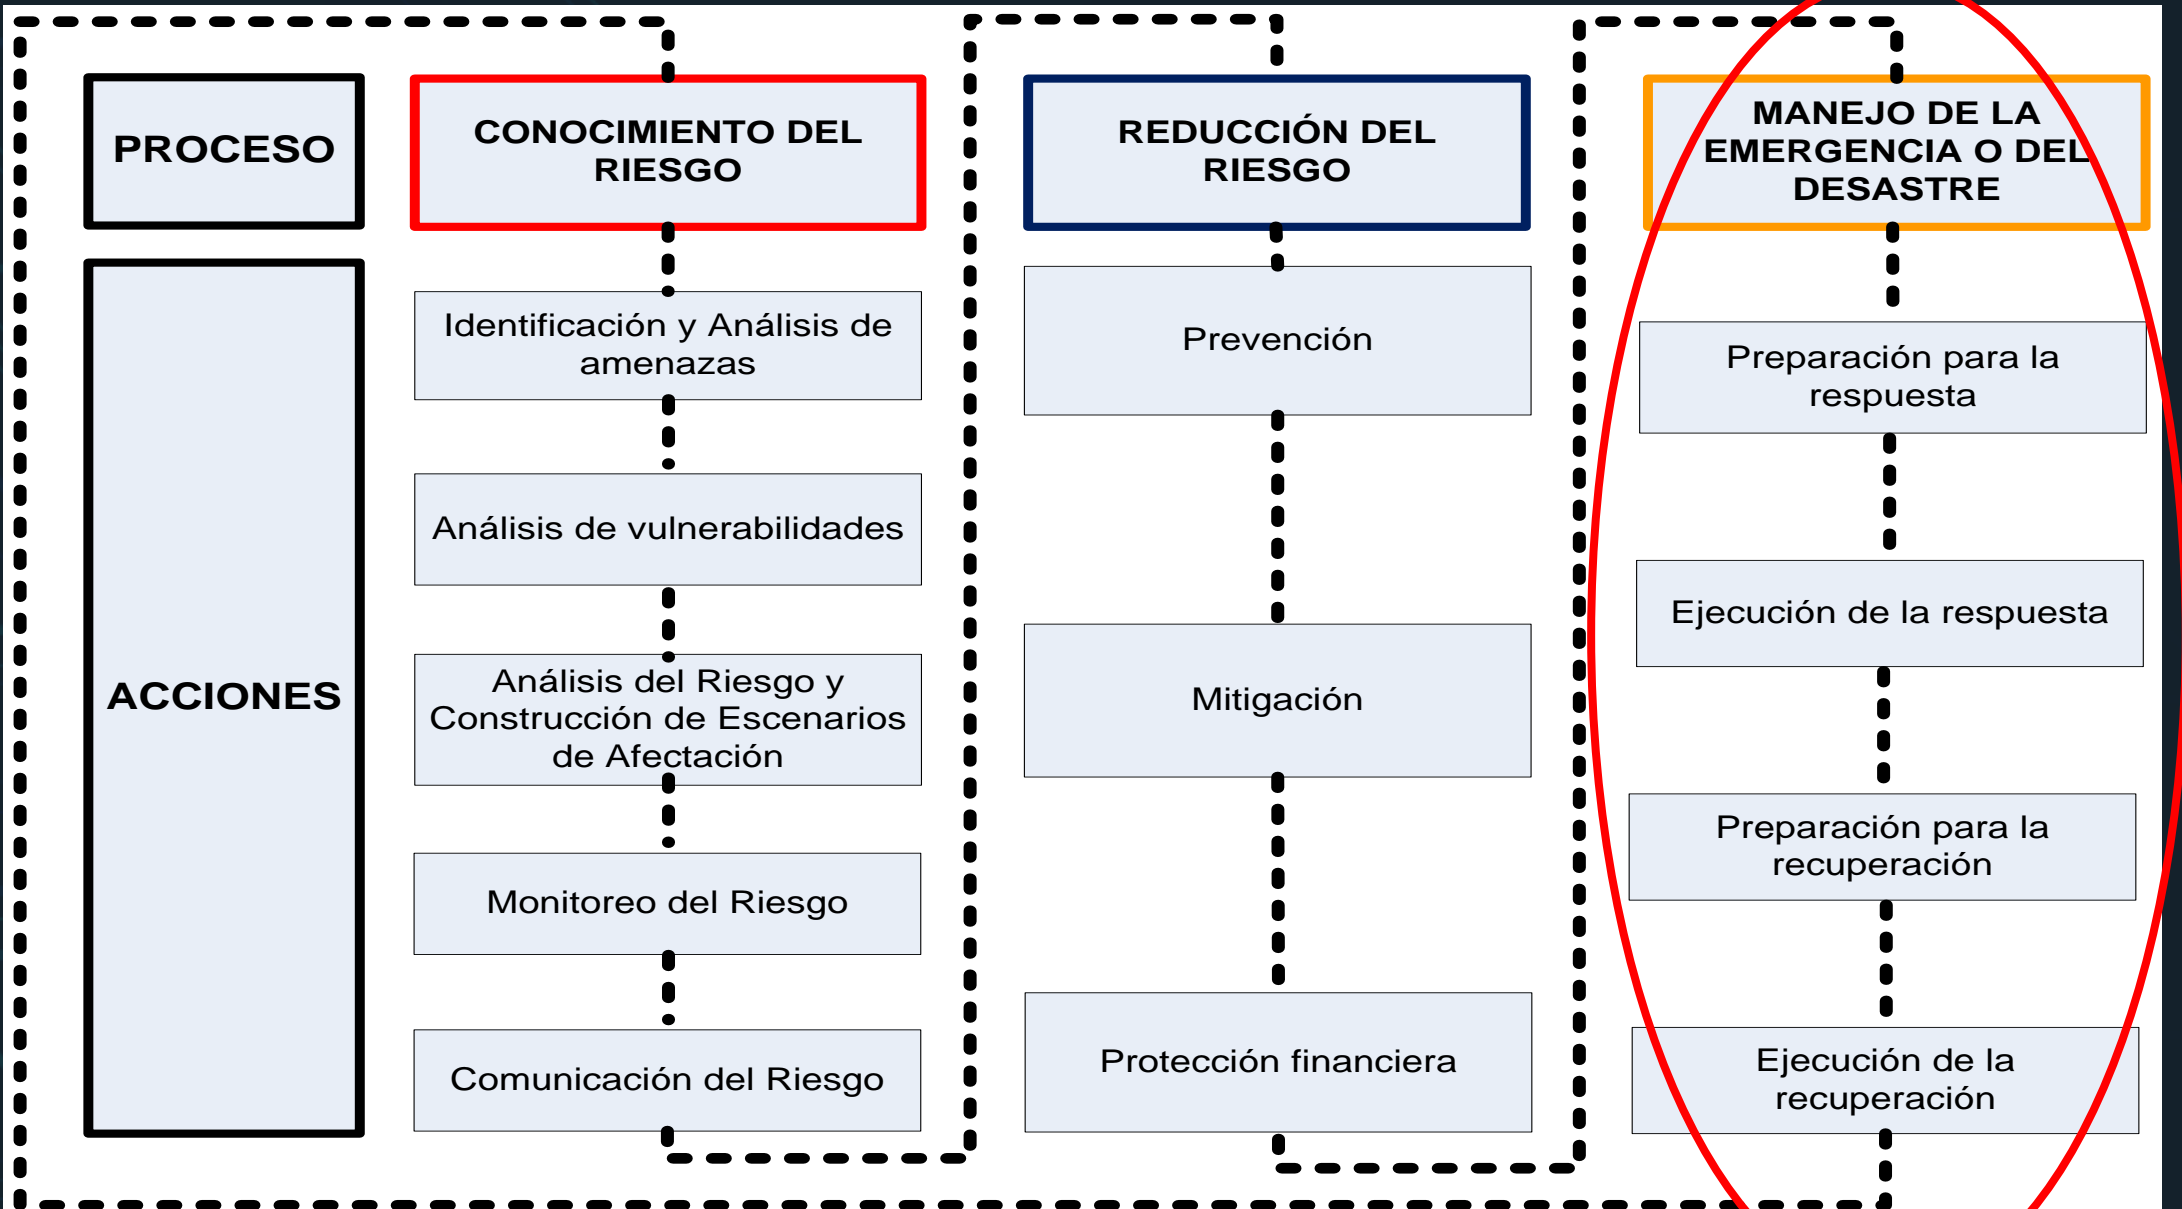 PROCESO
CONOCIMIENTO DEL
RIESGO
REDUCCIÓN DEL
RIESGO
MANEJO DE LA
EMERGENCIA O DEL
DESASTRE
ACCIONES
Identificación y Análisis de
amenazas
Análisis de vulnerabilidades
Análisis del Riesgo y
Construcción de Escenarios
de Afectación
Monitoreo del Riesgo
Comunicación del Riesgo
Prevención
Mitigación
Protección financiera
Preparación para la
respuesta
Ejecución de la respuesta
Preparación para la
recuperación
Ejecución de la
recuperación